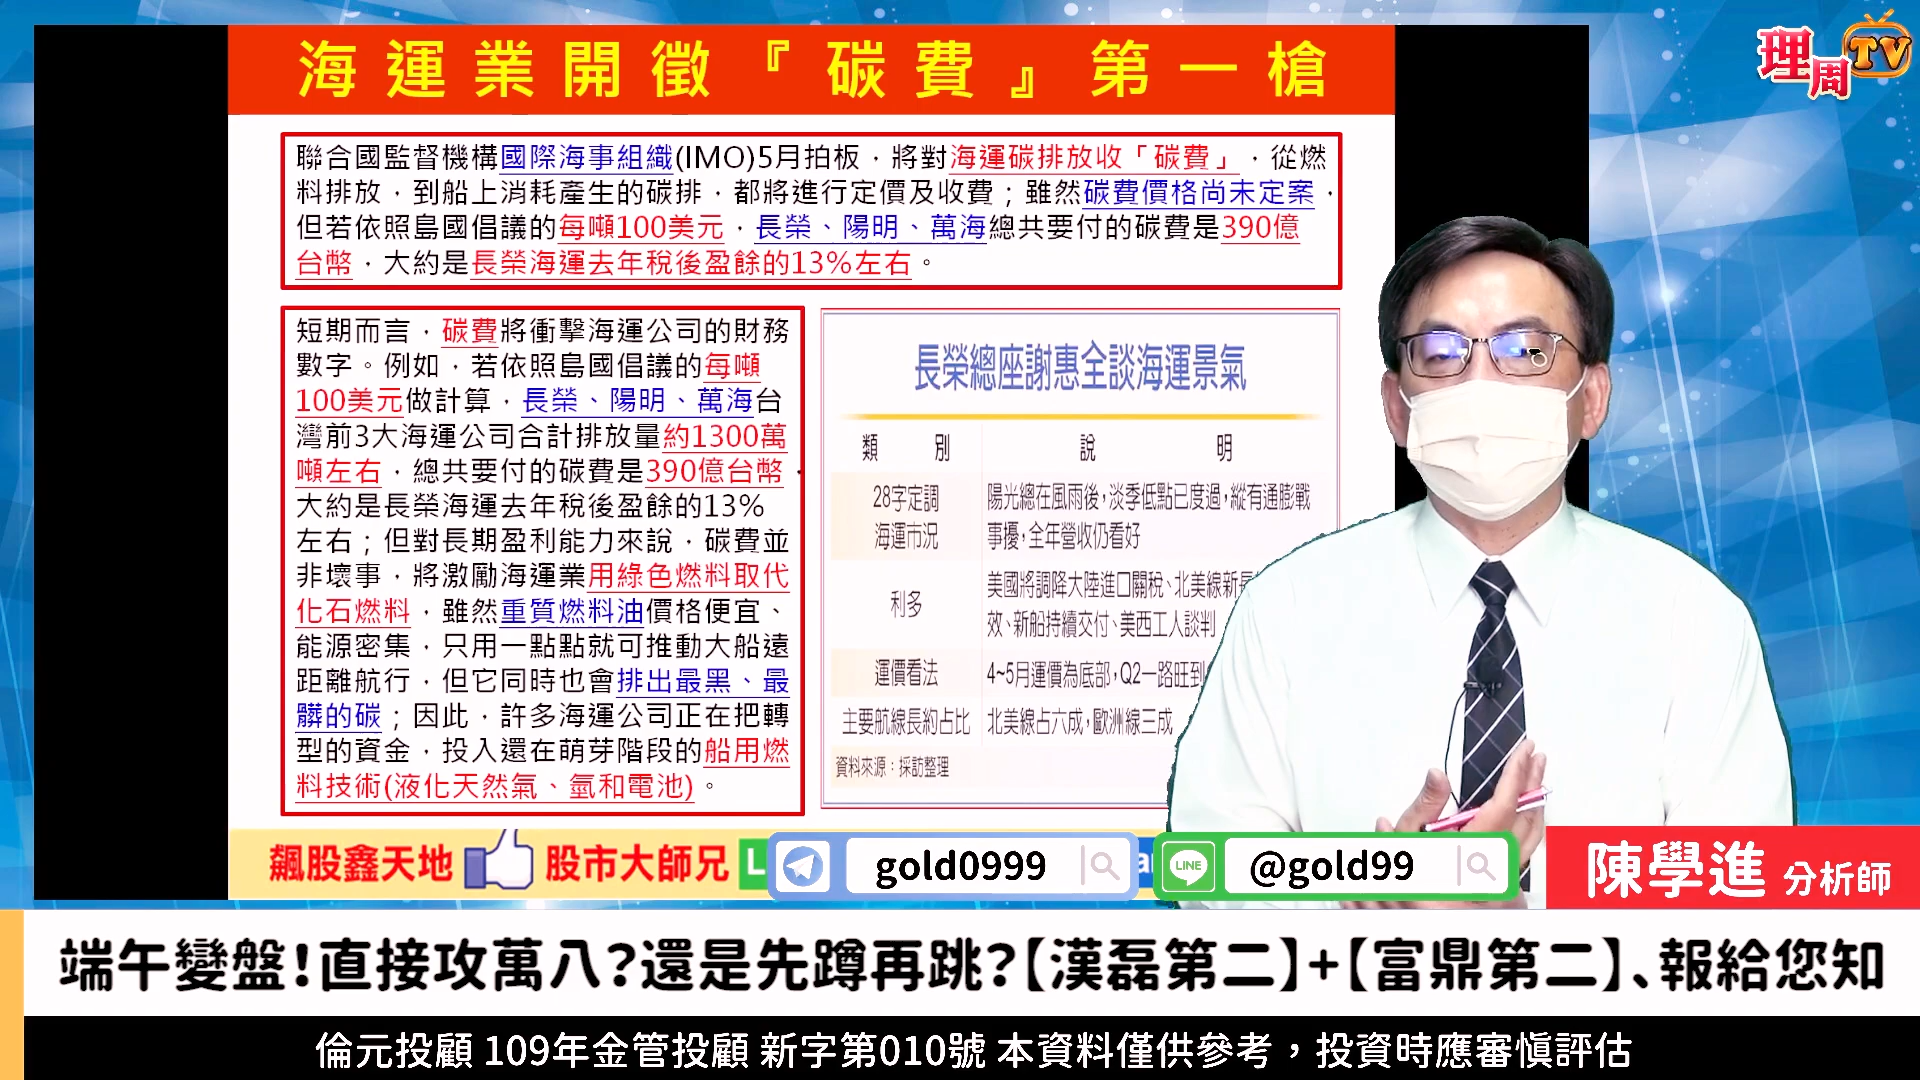 海運業開徵『碳費』第一槍
理周TV
聯合國監督機構國際海事組織(IMO)5月拍板，將對海運碳排放收「碳費」，從燃
料排放，到船上消耗產生的碳排，都將進行定價及收費；雖然碳費價格尚未定案，
但若依照島國倡議的每噸100美元，長榮、陽明、萬海總共要付的碳費是390億
台幣，大約是長榮海運去年稅後盈餘的13%左右。
短期而言，碳費將衝擊海運公司的財務
數字。例如，若依照島國倡議的每噸
100美元做計算，長榮、陽明、萬海台
灣前3大海運公司合計排放量約1300萬
噸左右，總共要付的碳費是390億台幣，
大約是長榮海運去年稅後盈餘的13%
左右；但對長期盈利能力來說，碳費並
非壞事，將激勵海運業用綠色燃料取代
化石燃料，雖然重質燃料油價格便宜、
能源密集，只用一點點就可推動大船遠
距離航行，但它同時也會排出最黑、最
髒的碳；因此，許多海運公司正在把轉
型的資金，投入還在萌芽階段的船用燃
料技術(液化天然氣、氫和電池)。
長榮總座謝惠全談海運景氣
類別 說明
28字定調海運市況 陽光總在風雨後，淡季低點已度過，縱有通膨戰
事擾，全年營收仍看好
利多 美國將調降大陸進口關稅、北美線新長
效、新船持續交付、美西工人談判
運價看法 4~5月運價為底部，Q2一路旺到
主要航線長約占比 北美線占六成，歐洲線三成
資料來源：採訪整理
飆股鑫天地 股市大師兄 L
gold0999
LINE @gold99
陳學進 分析師
端午變盤！直接攻萬八？還是先蹲再跳？【漢磊第二】+【富鼎第二】、報給您知
倫元投顧 109年金管投顧 新字第010號 本資料僅供參考，投資時應審慎評估